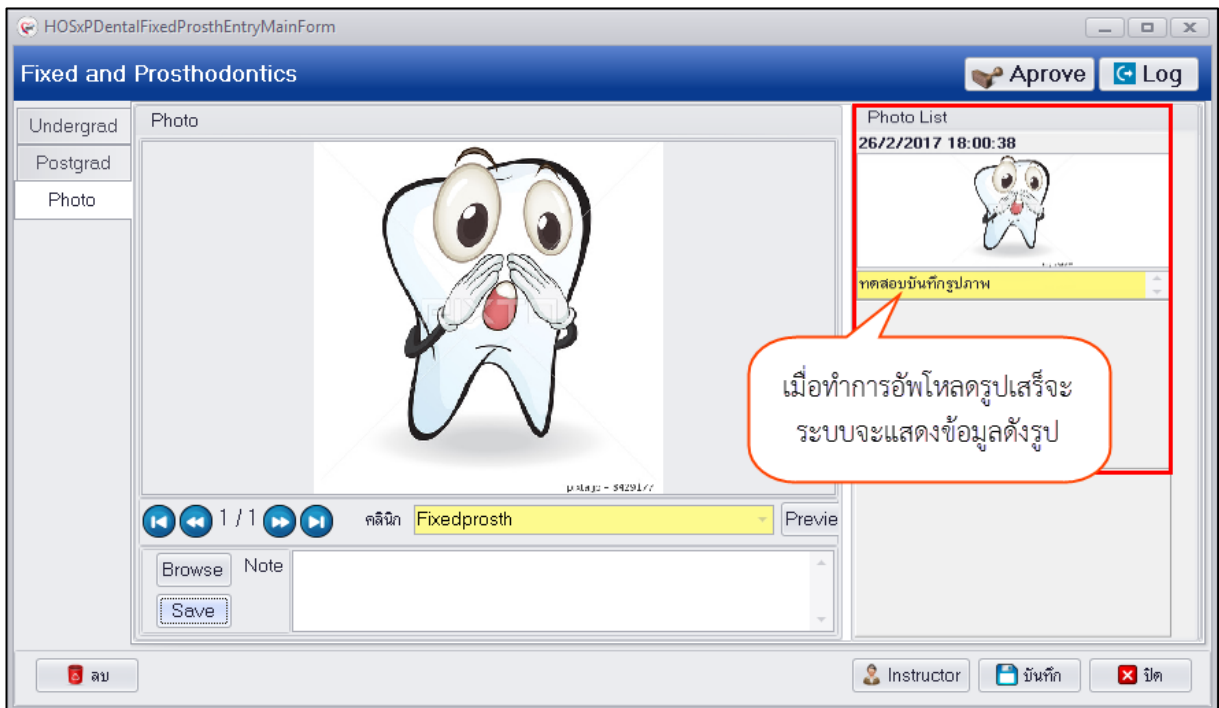 HOSxPDentalFixedProsthEntryMainForm
Fixed and Prosthodontics
Aprove
Log
Undergrad
Postgrad
Photo
Photo
pixta.jp - 8429177
1 / 1
คลินิก
Fixedprosth
Previe
Browse
Note
Save
Photo List
26/2/2017 18:00:38
ทดสอบบันทึกรูปภาพ
เมื่อทำการอัพโหลดรูปเสร็จะ
ระบบจะแสดงข้อมูลดังรูป
ลบ
Instructor
บันทึก
ปิด